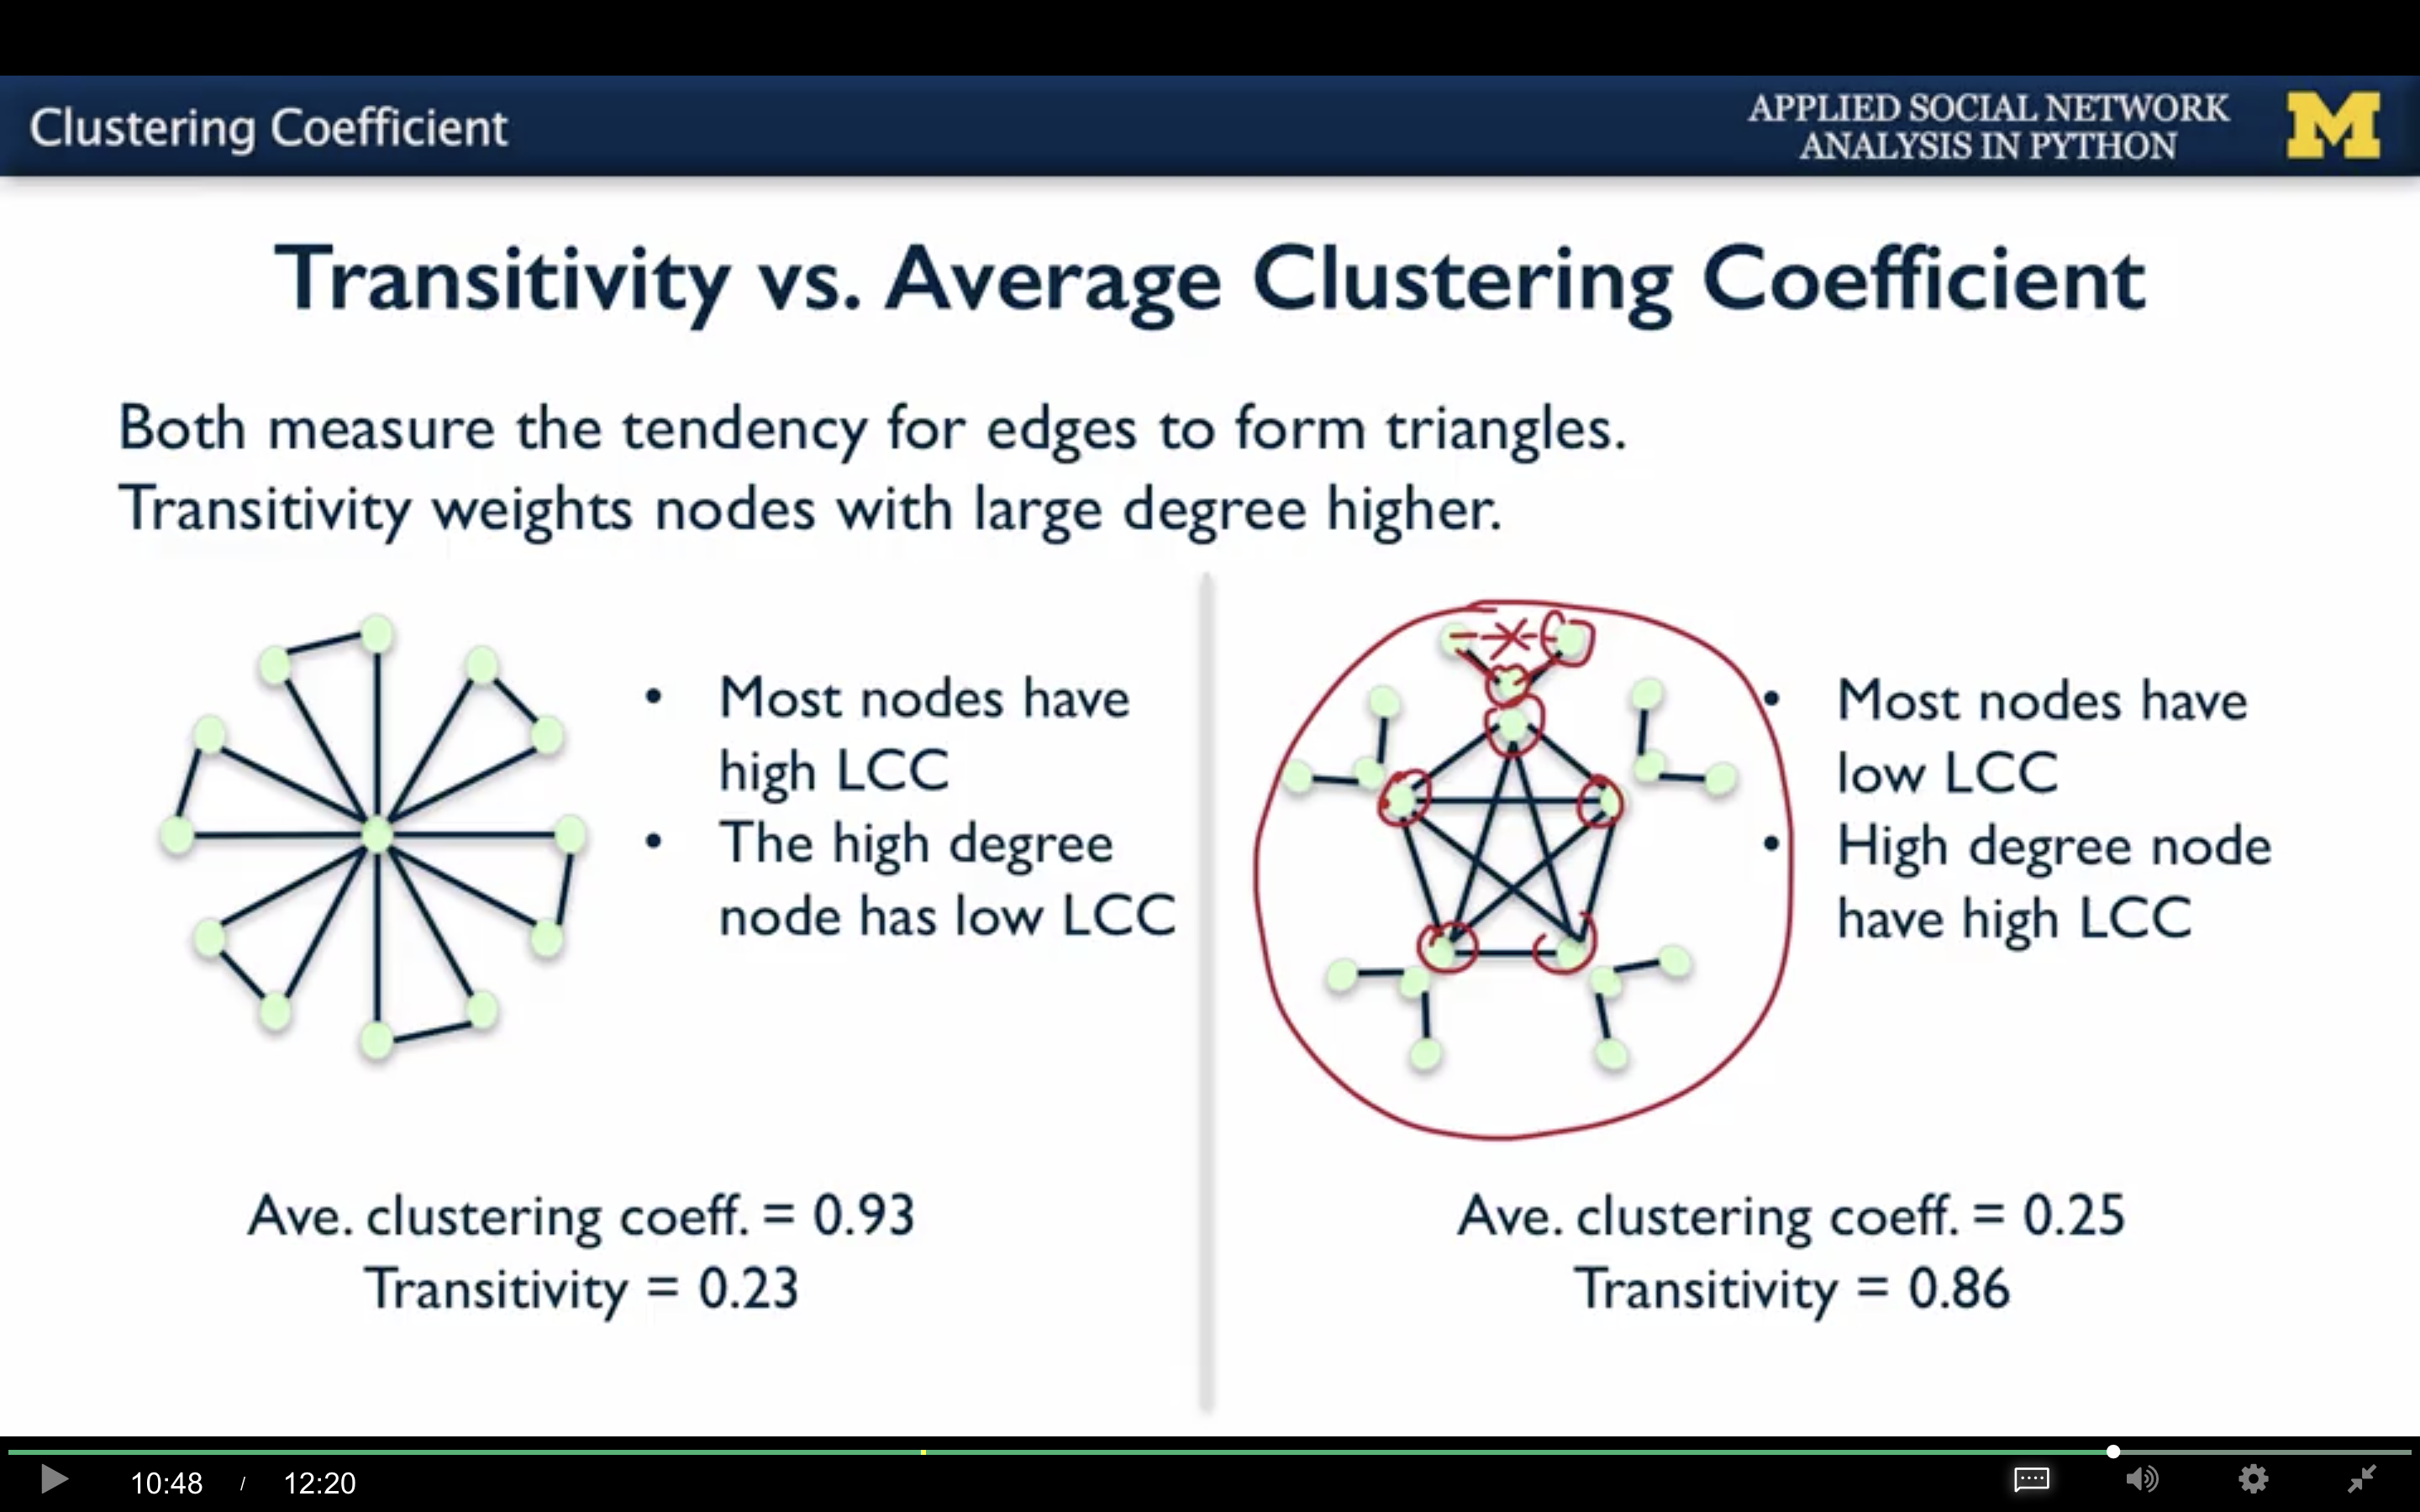 Clustering Coefficient
APPLIED SOCIAL NETWORK
ANALYSIS IN PYTHON
M
Transitivity vs. Average Clustering Coefficient
Both measure the tendency for edges to form triangles.
Transitivity weights nodes with large degree higher.
• Most nodes have
high LCC
• The high degree
node has low LCC
Ave. clustering coeff. = 0.93
Transitivity = 0.23
• Most nodes have
low LCC
• High degree node
have high LCC
Ave. clustering coeff. = 0.25
Transitivity = 0.86
10:48 / 12:20